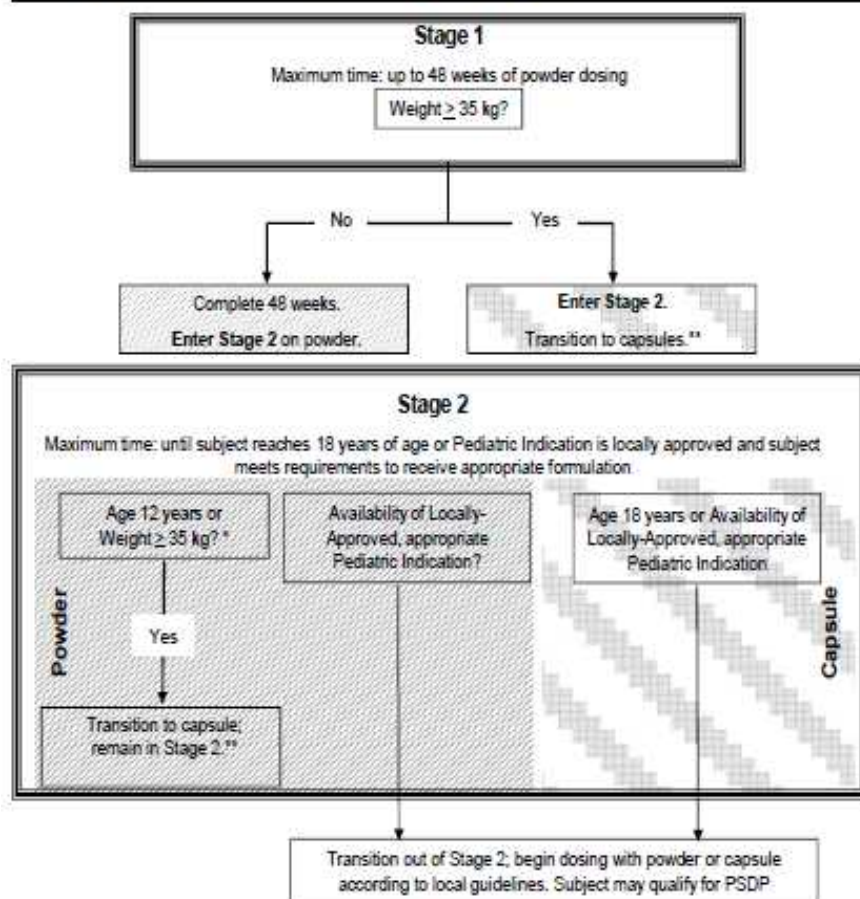 Stage 1
Maximum time: up to 48 weeks of powder dosing
Weight ≥ 35 kg?
No
Yes
Complete 48 weeks.
Enter Stage 2 on powder.
Enter Stage 2.
Transition to capsules.**
Stage 2
Maximum time: until subject reaches 18 years of age or Pediatric Indication is locally approved and subject
meets requirements to receive appropriate formulation
Powder
Age 12 years or
Weight ≥ 35 kg? *
Yes
Transition to capsule;
remain in Stage 2.**
Availability of Locally-
Approved, appropriate
Pediatric Indication?
Age 18 years or Availability of
Locally-Approved, appropriate
Pediatric Indication
Capsule
Transition out of Stage 2; begin dosing with powder or capsule
according to local guidelines. Subject may qualify for PSDP